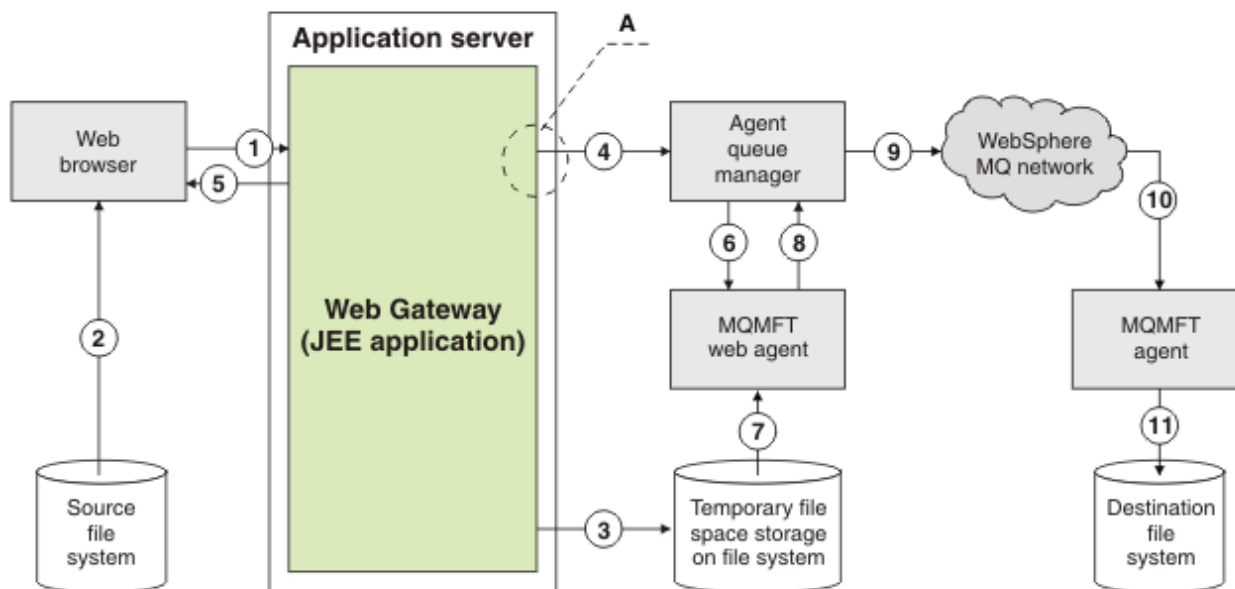 Application server
A
Web
browser
1
5
4
Agent
queue
manager
9
WebSphere
MQ network
10
6
8
2
Web Gateway
(JEE application)
MQMFT
web agent
MQMFT
agent
7
11
Source
file
system
3
Temporary file
space storage
on file system
Destination
file
system